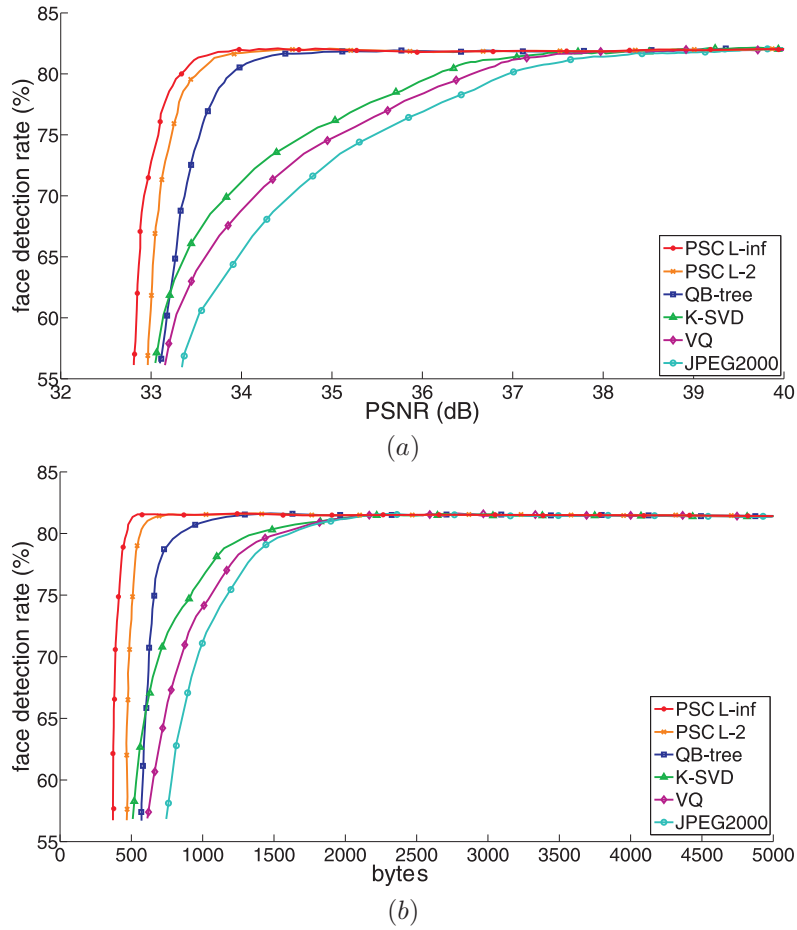 85
80
75
70
65
60
55
face detection rate (%)
32 33 34 35 36 37 38 39 40
PSNR (dB)
PSC L-inf
PSC L-2
QB-tree
K-SVD
VQ
JPEG2000
(a)
85
80
75
70
65
60
55
face detection rate (%)
0 500 1000 1500 2000 2500 3000 3500 4000 4500 5000
bytes
PSC L-inf
PSC L-2
QB-tree
K-SVD
VQ
JPEG2000
(b)